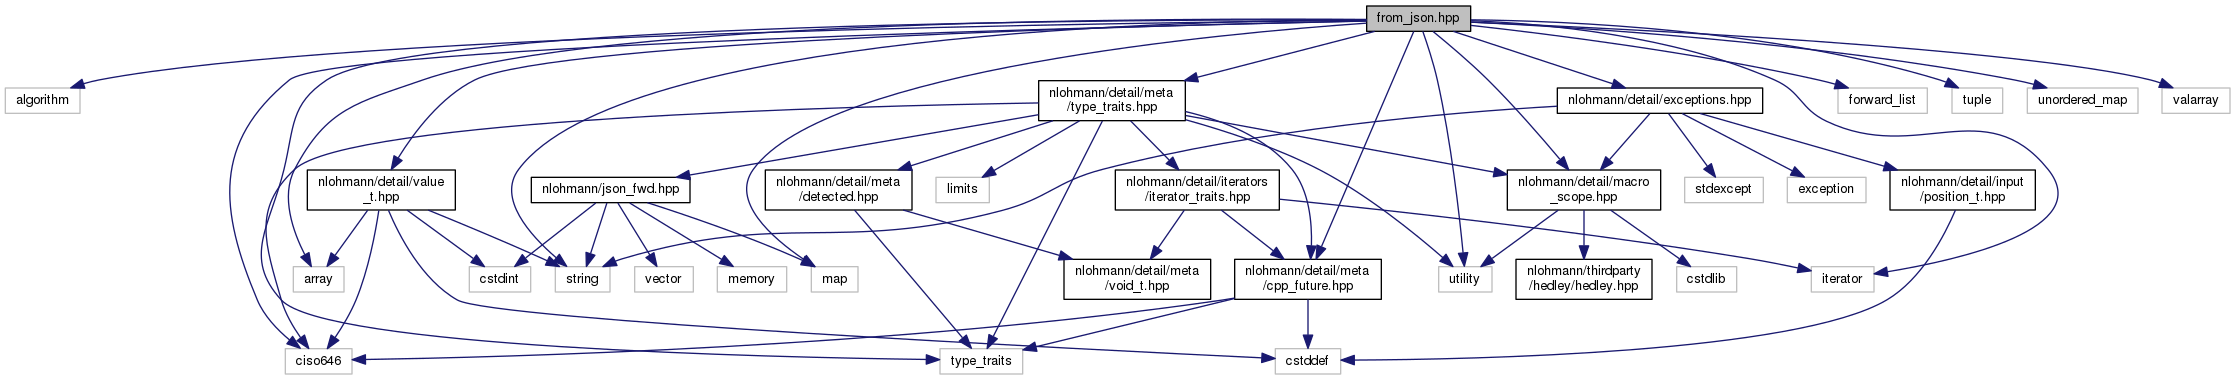 from_json.hpp
algorithm
nlohmann/detail/meta
/type_traits.hpp
nlohmann/detail/exceptions.hpp
forward_list
tuple
unordered_map
valarray
nlohmann/detail/value
_t.hpp
nlohmann/json_fwd.hpp
nlohmann/detail/meta
/detected.hpp
limits
nlohmann/detail/iterators
/iterator_traits.hpp
nlohmann/detail/macro
_scope.hpp
stdexcept
exception
nlohmann/detail/input
/position_t.hpp
array
cstdint
string
vector
memory
map
nlohmann/detail/meta
/void_t.hpp
nlohmann/detail/meta
/cpp_future.hpp
utility
nlohmann/thirdparty
/hedley/hedley.hpp
cstdlib
iterator
ciso646
type_traits
cstddef